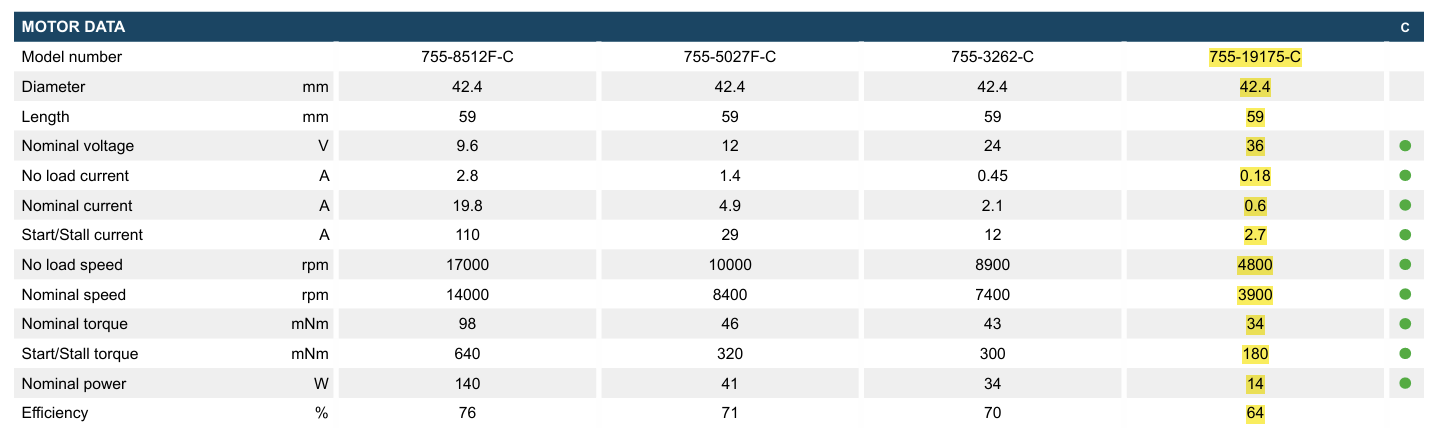 MOTOR DATA C
Model number 755-8512F-C 755-5027F-C 755-3262-C 755-19175-C
Diameter mm 42.4 42.4 42.4 42.4
Length mm 59 59 59 59
Nominal voltage V 9.6 12 24 36
No load current A 2.8 1.4 0.45 0.18
Nominal current A 19.8 4.9 2.1 0.6
Start/Stall current A 110 29 12 2.7
No load speed rpm 17000 10000 8900 4800
Nominal speed rpm 14000 8400 7400 3900
Nominal torque mNm 98 46 43 34
Start/Stall torque mNm 640 320 300 180
Nominal power W 140 41 34 14
Efficiency % 76 71 70 64